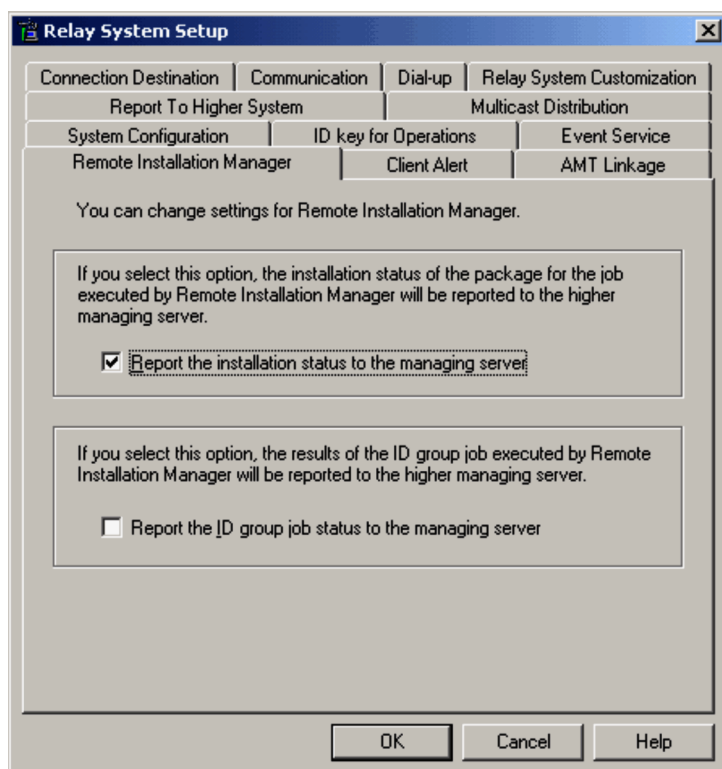 Relay System Setup
Connection Destination Communication Dial-up Relay System Customization
Report To Higher System Multicast Distribution
System Configuration ID key for Operations Event Service
Remote Installation Manager Client Alert AMT Linkage
You can change settings for Remote Installation Manager.
If you select this option, the installation status of the package for the job
executed by Remote Installation Manager will be reported to the higher
managing server.
Report the installation status to the managing server
If you select this option, the results of the ID group job executed by Remote
Installation Manager will be reported to the higher managing server.
Report the ID group job status to the managing server
OK Cancel Help